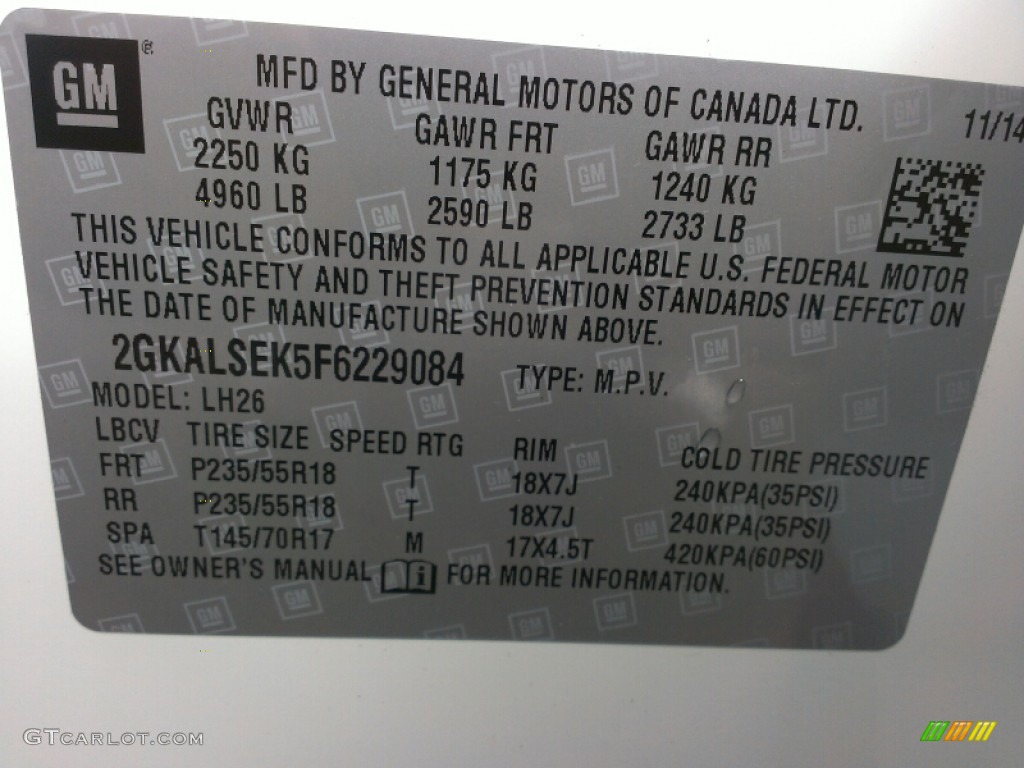 GM ®
MFD BY GENERAL MOTORS OF CANADA LTD.
11/14
GVWR GAWR FRT GAWR RR
2250 KG 1175 KG 1240 KG
4960 LB 2590 LB 2733 LB
THIS VEHICLE CONFORMS TO ALL APPLICABLE U.S. FEDERAL MOTOR
VEHICLE SAFETY AND THEFT PREVENTION STANDARDS IN EFFECT ON
THE DATE OF MANUFACTURE SHOWN ABOVE.
2GKALSEK5F6229084 TYPE: M.P.V.
MODEL: LH26
LBCV TIRE SIZE SPEED RTG RIM COLD TIRE PRESSURE
FRT P235/55R18 T 18X7J 240KPA(35PSI)
RR P235/55R18 T 18X7J 240KPA(35PSI)
SPA T145/70R17 M 17X4.5T 420KPA(60PSI)
SEE OWNER'S MANUAL i FOR MORE INFORMATION.
GTCARLOT.COM